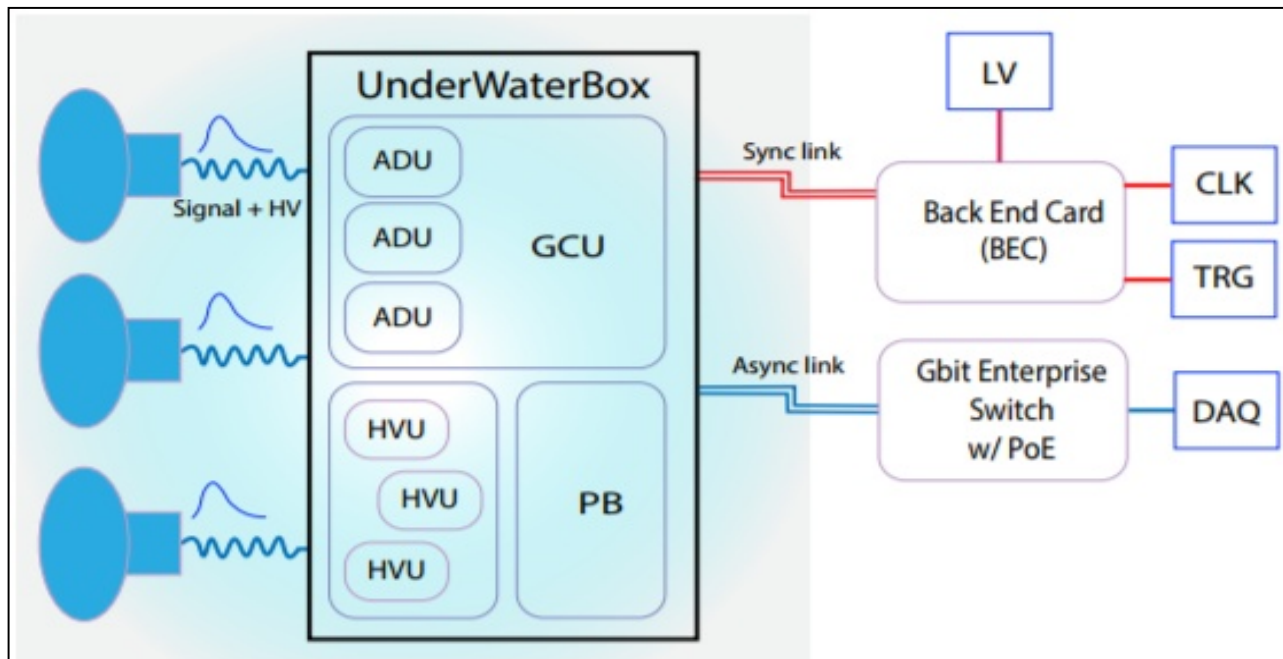 UnderWaterBox
ADU
ADU
ADU
GCU
HVU
HVU
HVU
PB
Signal + HV
Sync link
Async link
LV
Back End Card
(BEC)
CLK
TRG
Gbit Enterprise
Switch
w/ PoE
DAQ